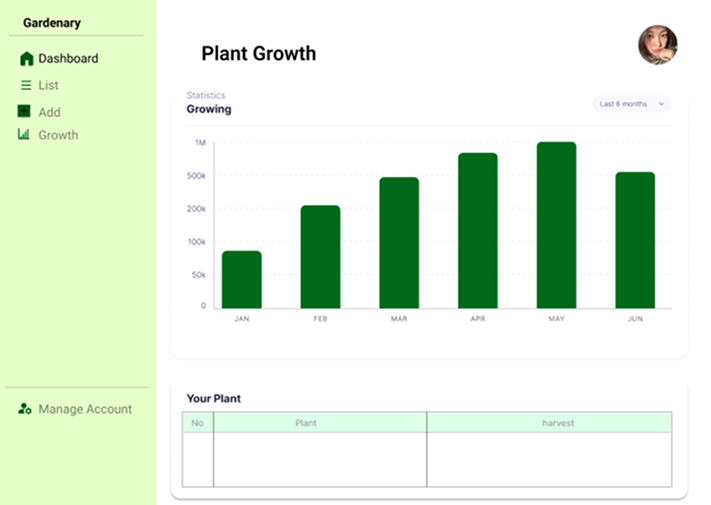 Gardenary
Dashboard
List
Add
Growth
Manage Account
Plant Growth
Statistics
Growing
Last 6 months
1M
500k
200k
100k
50k
0
JAN FEB MAR APR MAY JUN
Your Plant
No Plant harvest